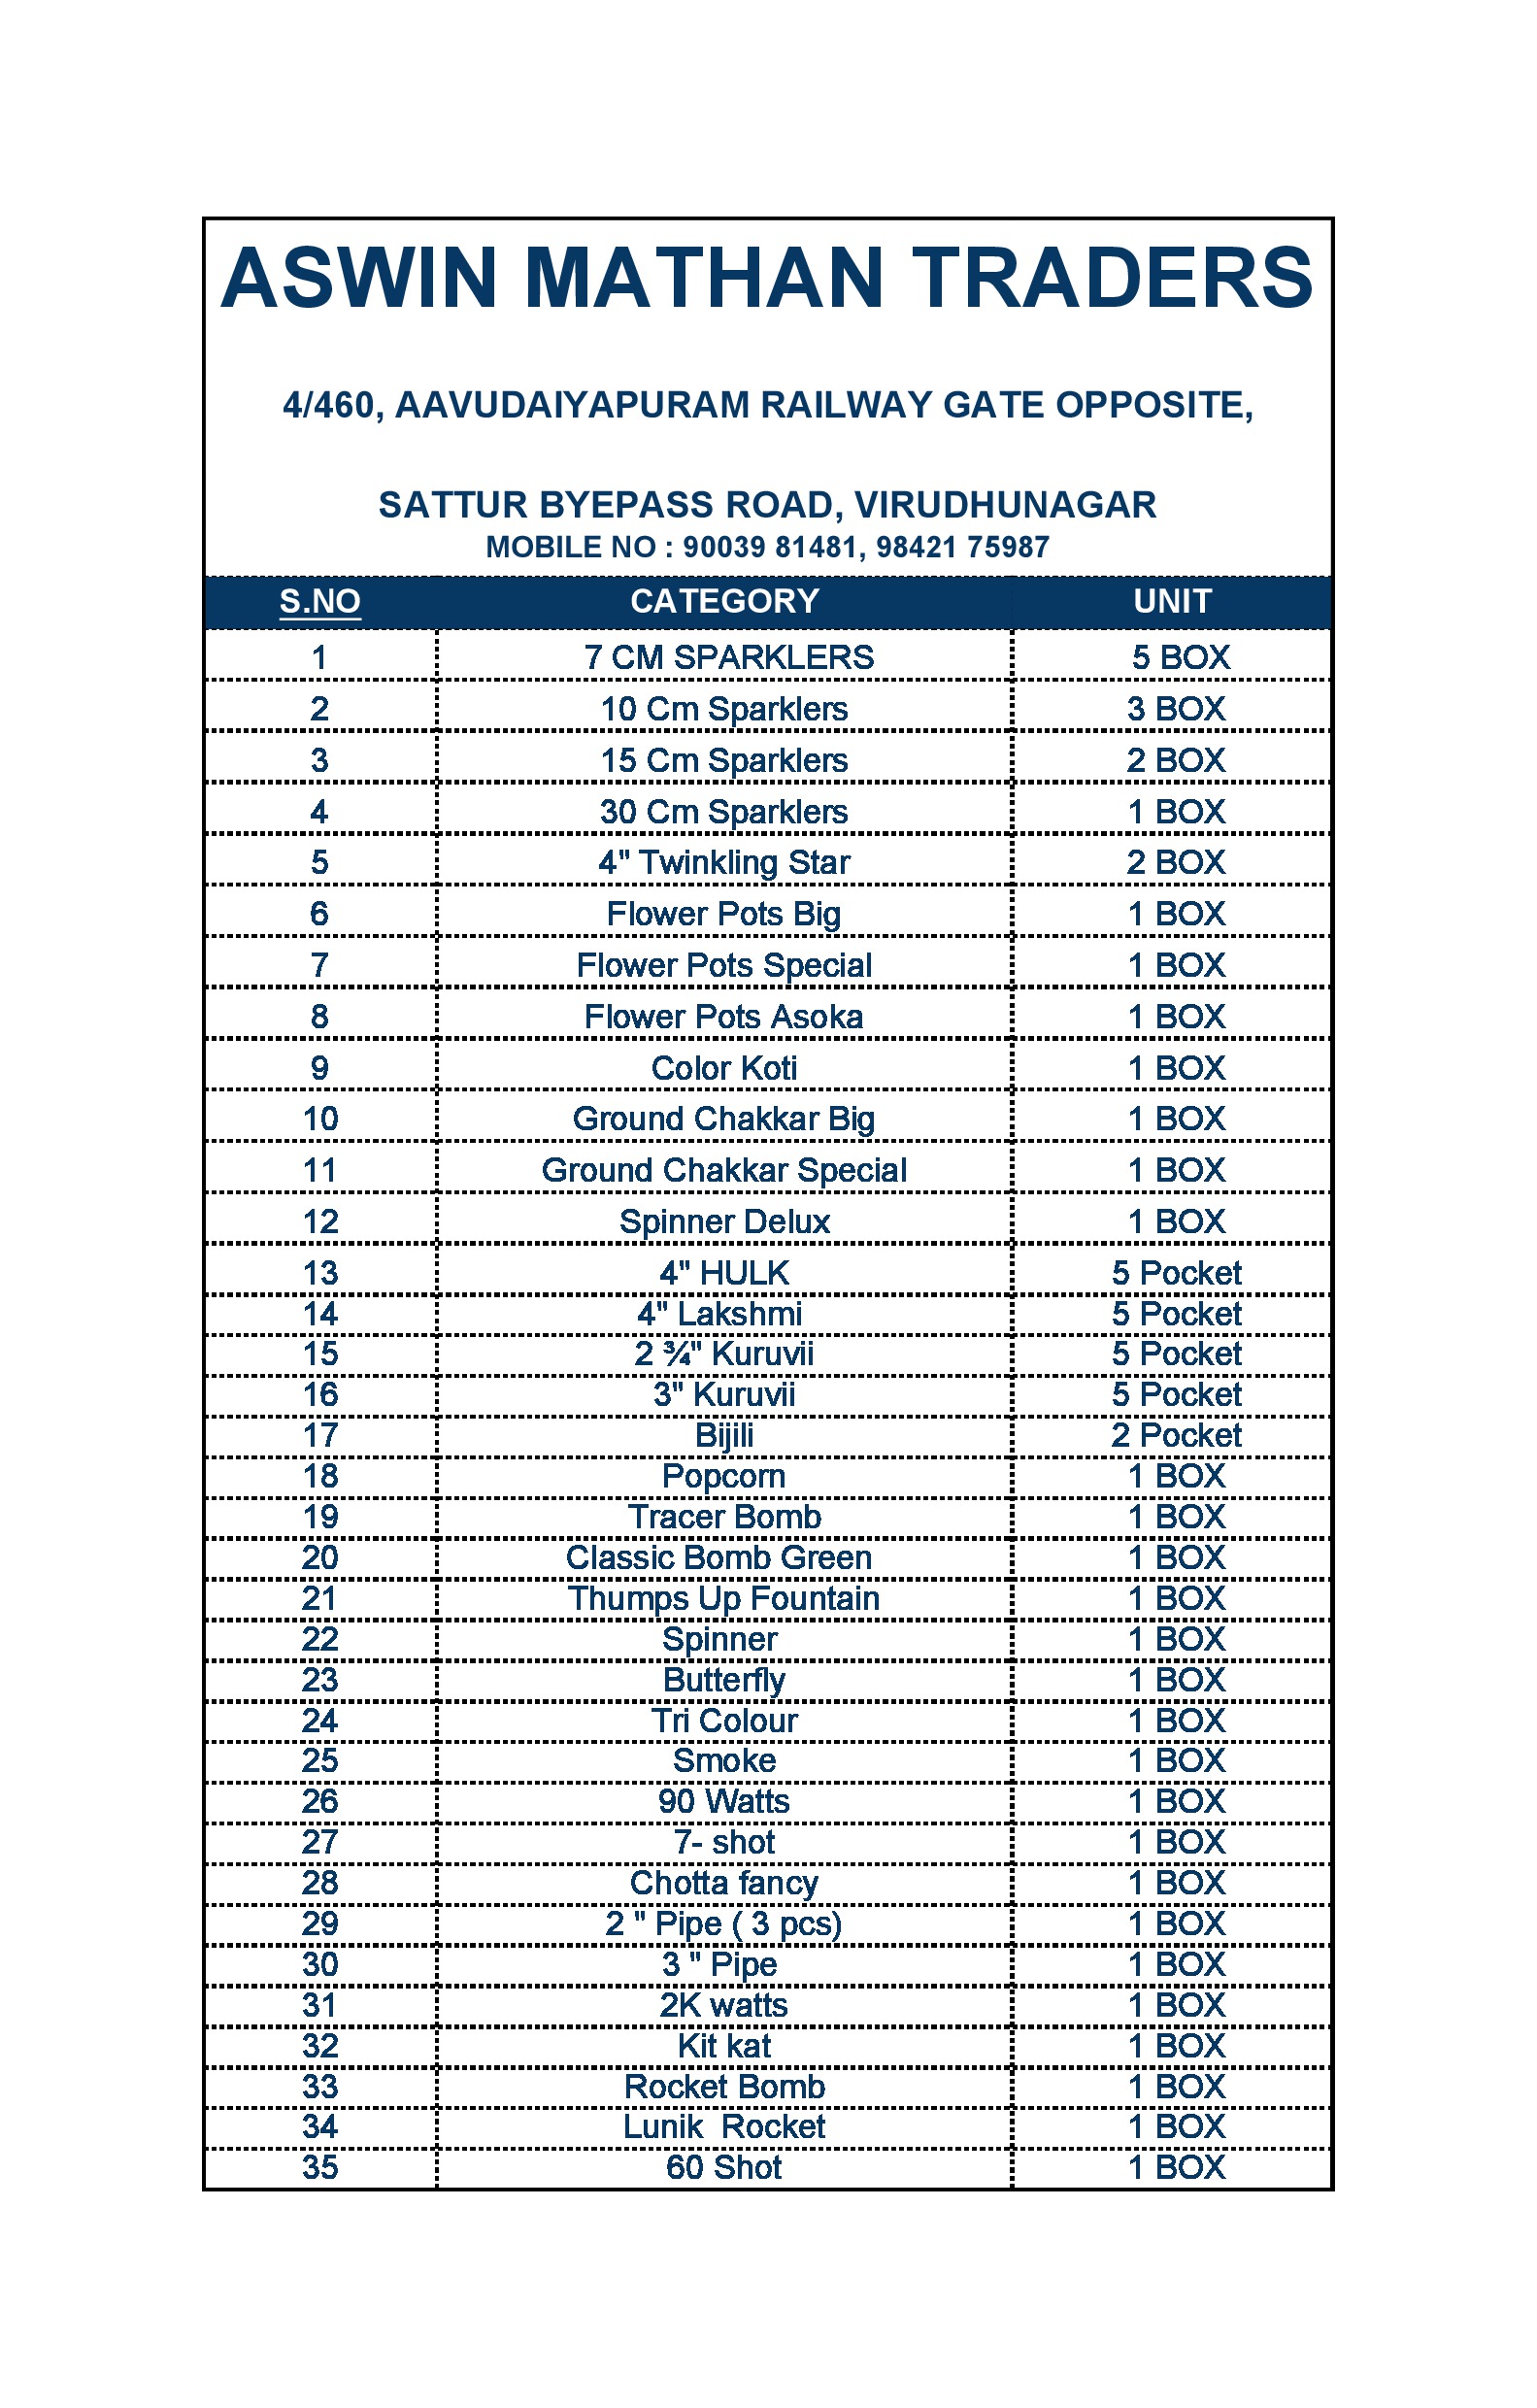 ASWIN MATHAN TRADERS
4/460, AAVUDAIYAPURAM RAILWAY GATE OPPOSITE,
SATTUR BYEPASS ROAD, VIRUDHUNAGAR
MOBILE NO : 90039 81481, 98421 75987
S.NO CATEGORY UNIT
1 7 CM SPARKLERS 5 BOX
2 10 Cm Sparklers 3 BOX
3 15 Cm Sparklers 2 BOX
4 30 Cm Sparklers 1 BOX
5 4" Twinkling Star 2 BOX
6 Flower Pots Big 1 BOX
7 Flower Pots Special 1 BOX
8 Flower Pots Asoka 1 BOX
9 Color Koti 1 BOX
10 Ground Chakkar Big 1 BOX
11 Ground Chakkar Special 1 BOX
12 Spinner Delux 1 BOX
13 4" HULK 5 Pocket
14 4" Lakshmi 5 Pocket
15 2 ¾" Kuruvii 5 Pocket
16 3" Kuruvii 5 Pocket
17 Bijili 2 Pocket
18 Popcorn 1 BOX
19 Tracer Bomb 1 BOX
20 Classic Bomb Green 1 BOX
21 Thumps Up Fountain 1 BOX
22 Spinner 1 BOX
23 Butterfly 1 BOX
24 Tri Colour 1 BOX
25 Smoke 1 BOX
26 90 Watts 1 BOX
27 7- shot 1 BOX
28 Chotta fancy 1 BOX
29 2 " Pipe ( 3 pcs) 1 BOX
30 3 " Pipe 1 BOX
31 2K watts 1 BOX
32 Kit kat 1 BOX
33 Rocket Bomb 1 BOX
34 Lunik  Rocket 1 BOX
35 60 Shot 1 BOX